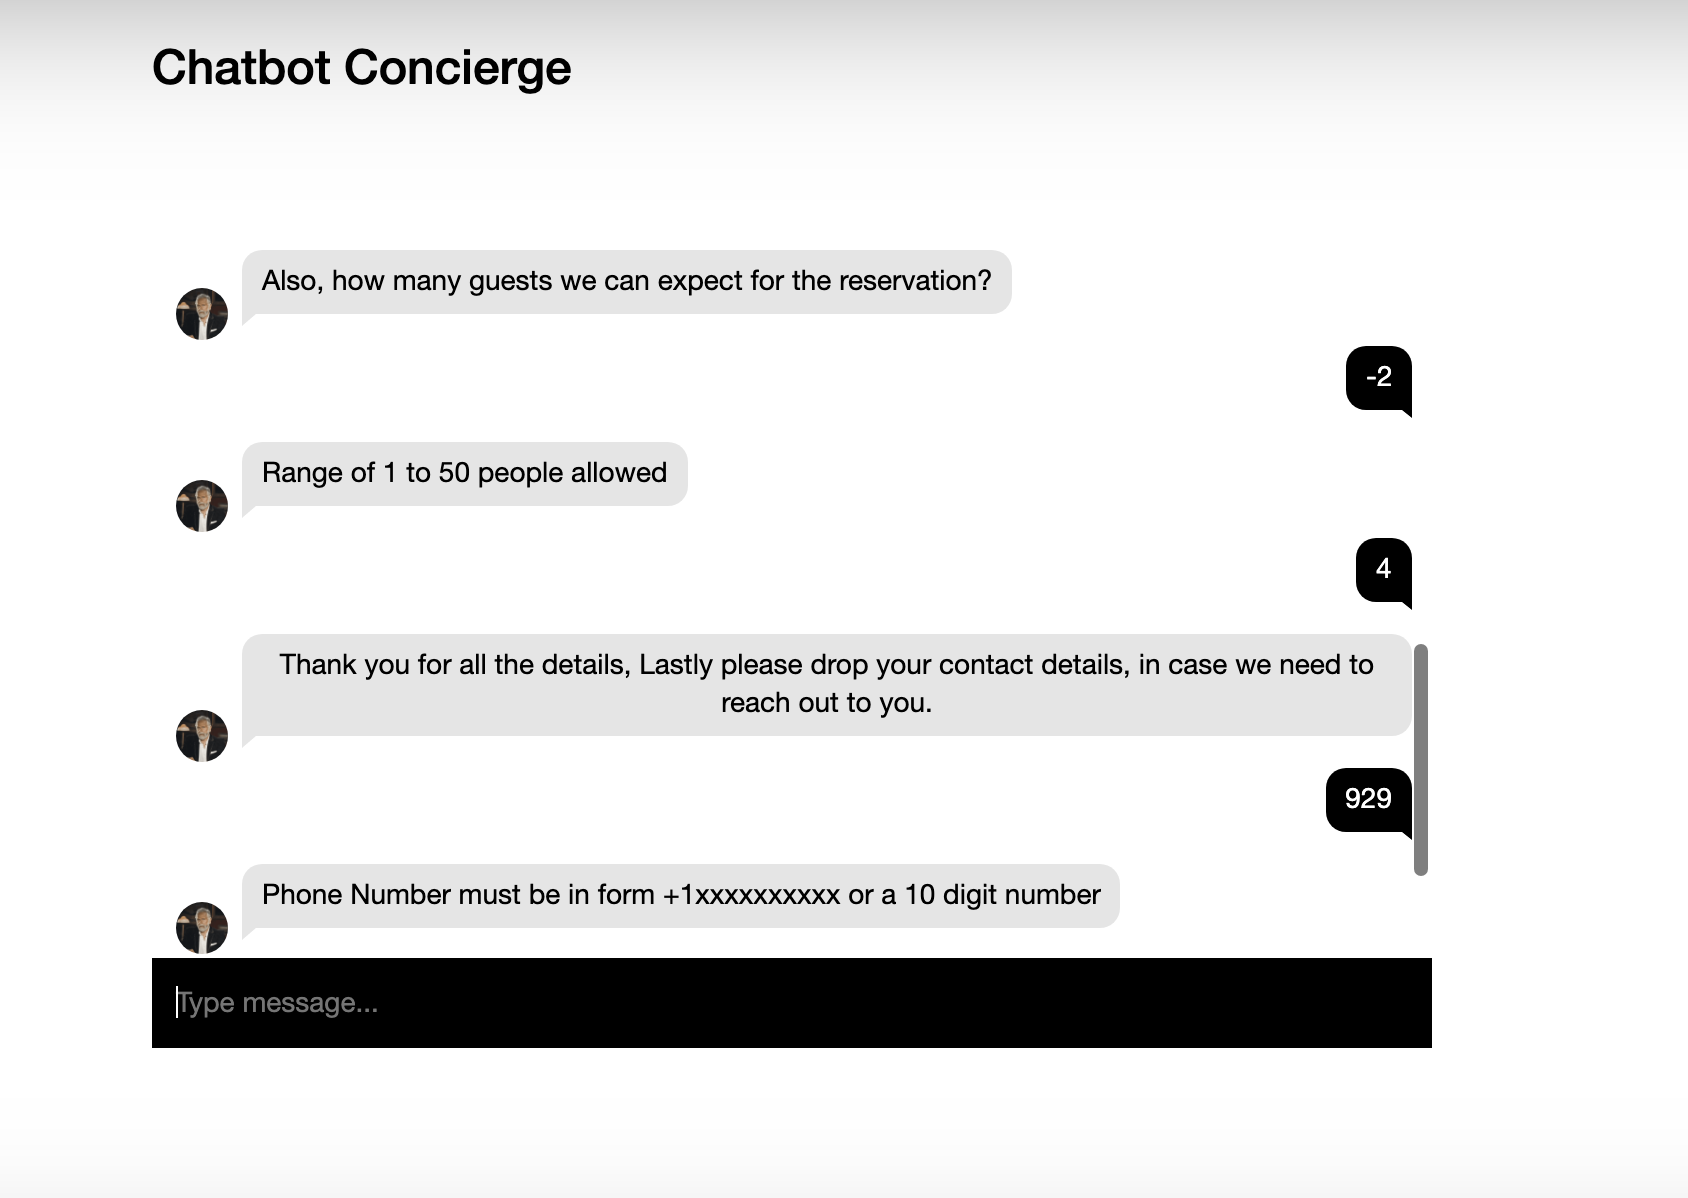 Chatbot Concierge
Also, how many guests we can expect for the reservation?
-2
Range of 1 to 50 people allowed
4
Thank you for all the details, Lastly please drop your contact details, in case we need to
reach out to you.
929
Phone Number must be in form +1xxxxxxxxxx or a 10 digit number
Type message...